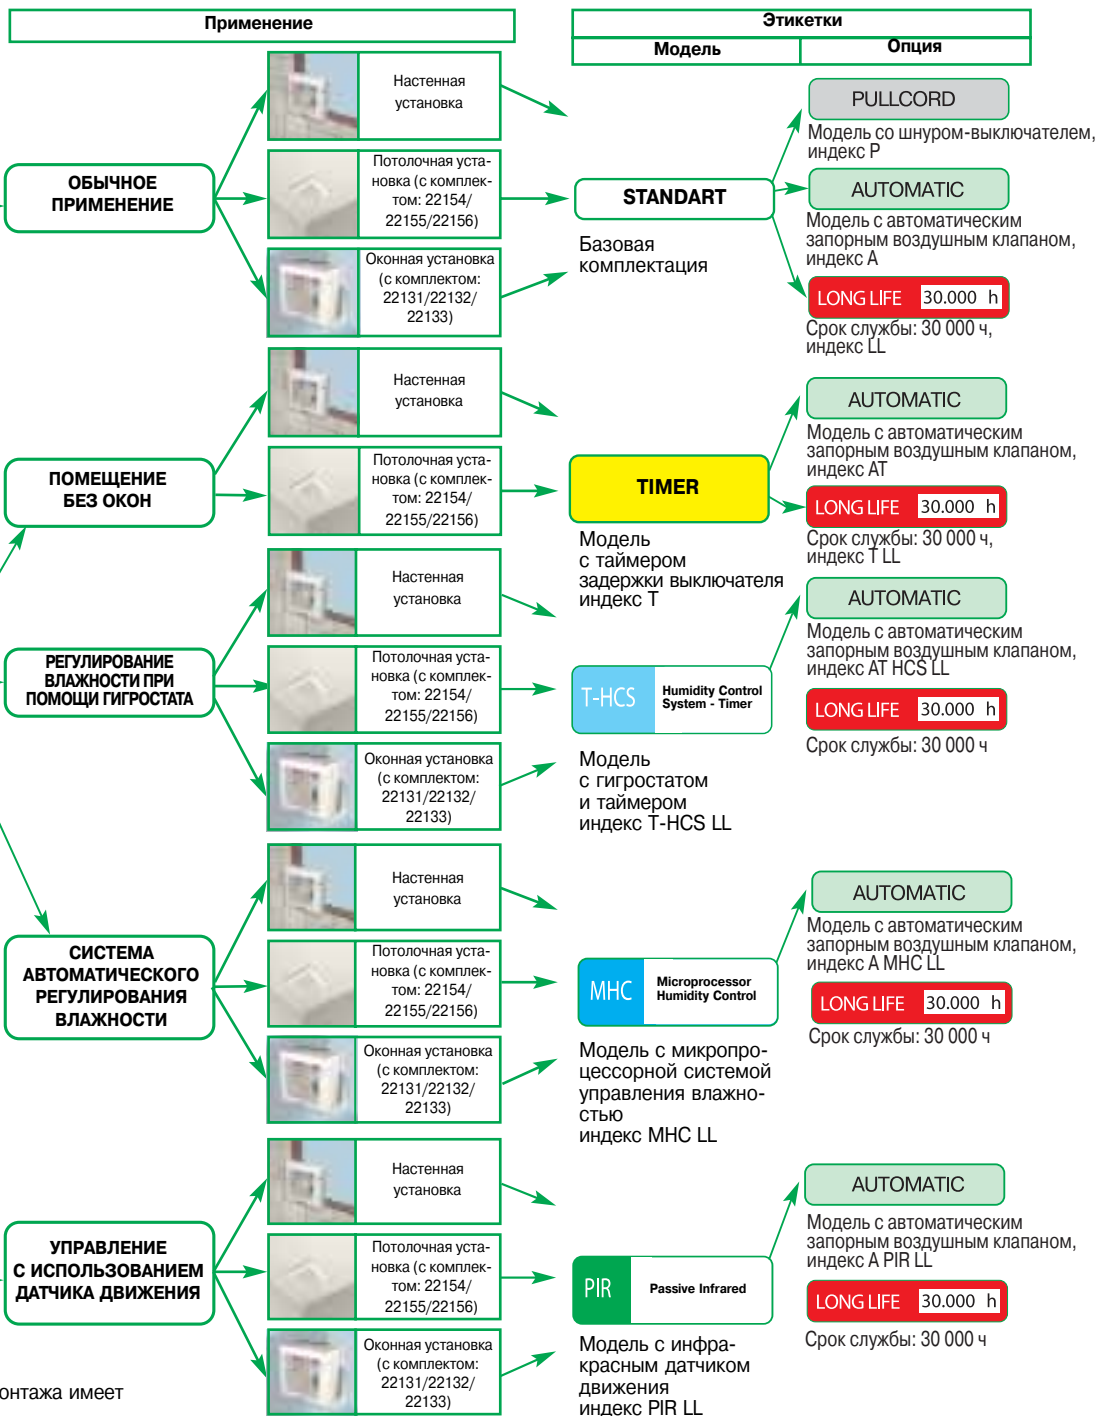 Применение
Этикетки
Модель
Опция
ОБЫЧНОЕ
ПРИМЕНЕНИЕ
Настенная
установка
Потолочная уста-
новка (с комплек-
том: 22154/
22155/22156)
Оконная установка
(с комплектом:
22131/22132/
22133)
STANDART
Базовая
комплектация
PULLCORD
Модель со шнуром-выключателем,
индекс P
AUTOMATIC
Модель с автоматическим
запорным воздушным клапаном,
индекс A
LONG LIFE 30.000 h
Срок службы: 30 000 ч,
индекс LL
ПОМЕЩЕНИЕ
БЕЗ ОКОН
Настенная
установка
Потолочная уста-
новка (с комплек-
том: 22154/
22155/22156)
TIMER
Модель
с таймером
задержки выключателя
индекс T
AUTOMATIC
Модель с автоматическим
запорным воздушным клапаном,
индекс AT
LONG LIFE 30.000 h
Срок службы: 30 000 ч,
индекс T LL
РЕГУЛИРОВАНИЕ
ВЛАЖНОСТИ ПРИ
ПОМОЩИ ГИГРОСТАТА
Настенная
установка
Потолочная уста-
новка (с комплек-
том: 22154/
22155/22156)
Оконная установка
(с комплектом:
22131/22132/
22133)
T-HCS
Humidity Control
System - Timer
Модель
с гигростатом
и таймером
индекс T-HCS LL
AUTOMATIC
Модель с автоматическим
запорным воздушным клапаном,
индекс AT HCS LL
LONG LIFE 30.000 h
Срок службы: 30 000 ч
СИСТЕМА
АВТОМАТИЧЕСКОГО
РЕГУЛИРОВАНИЯ
ВЛАЖНОСТИ
Настенная
установка
Потолочная уста-
новка (с комплек-
том: 22154/
22155/22156)
Оконная установка
(с комплектом:
22131/22132/
22133)
MHC
Microprocessor
Humidity Control
Модель с микропро-
цессорной системой
управления влажно-
стью
индекс MHC LL
AUTOMATIC
Модель с автоматическим
запорным воздушным клапаном,
индекс A MHC LL
LONG LIFE 30.000 h
Срок службы: 30 000 ч
УПРАВЛЕНИЕ
С ИСПОЛЬЗОВАНИЕМ
ДАТЧИКА ДВИЖЕНИЯ
Настенная
установка
Потолочная уста-
новка (с комплек-
том: 22154/
22155/22156)
Оконная установка
(с комплектом:
22131/22132/
22133)
PIR
Passive Infrared
Модель с инфра-
красным датчиком
движения
индекс PIR LL
AUTOMATIC
Модель с автоматическим
запорным воздушным клапаном,
индекс A PIR LL
LONG LIFE 30.000 h
Срок службы: 30 000 ч
онтажа имеет